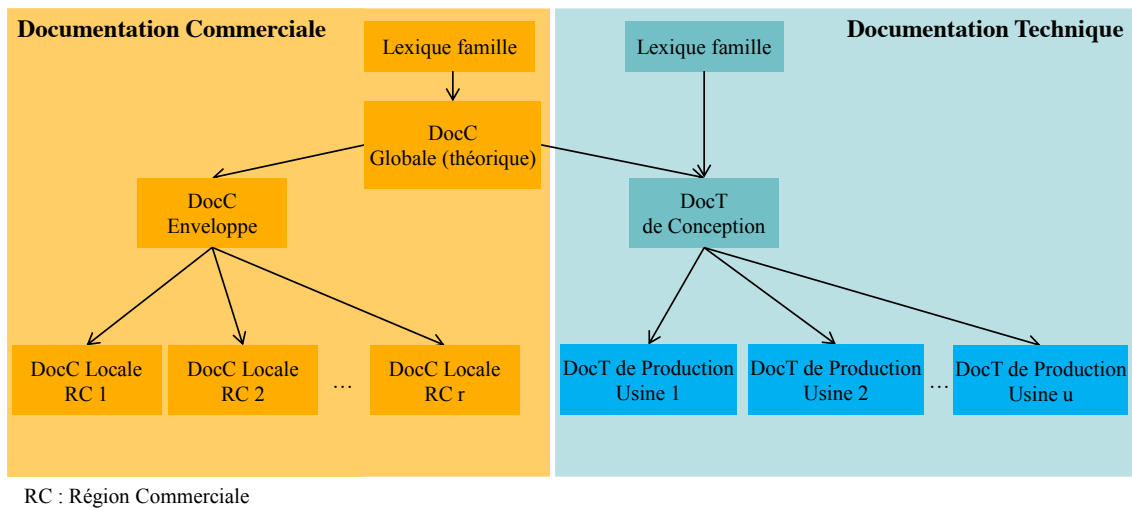 Documentation Commerciale
Lexique famille
DocC
Globale (théorique)
DocC
Enveloppe
DocC Locale
RC 1
DocC Locale
RC 2
…
DocC Locale
RC r
Documentation Technique
Lexique famille
DocT
de Conception
DocT de Production
Usine 1
DocT de Production
Usine 2
…
DocT de Production
Usine u
RC : Région Commerciale